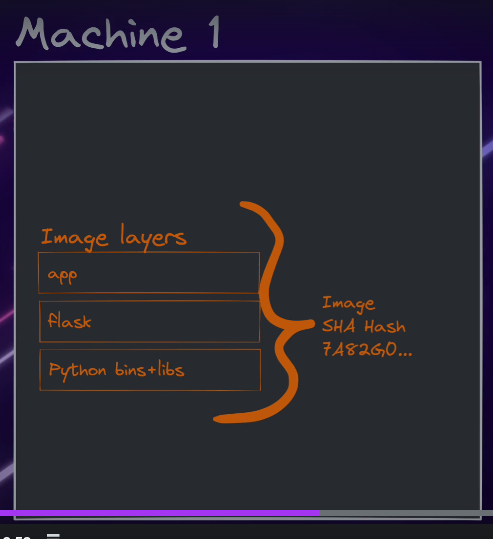 Machine 1
Image layers
app
flask
Python bins+libs
Image
SHA Hash
7A82G0...